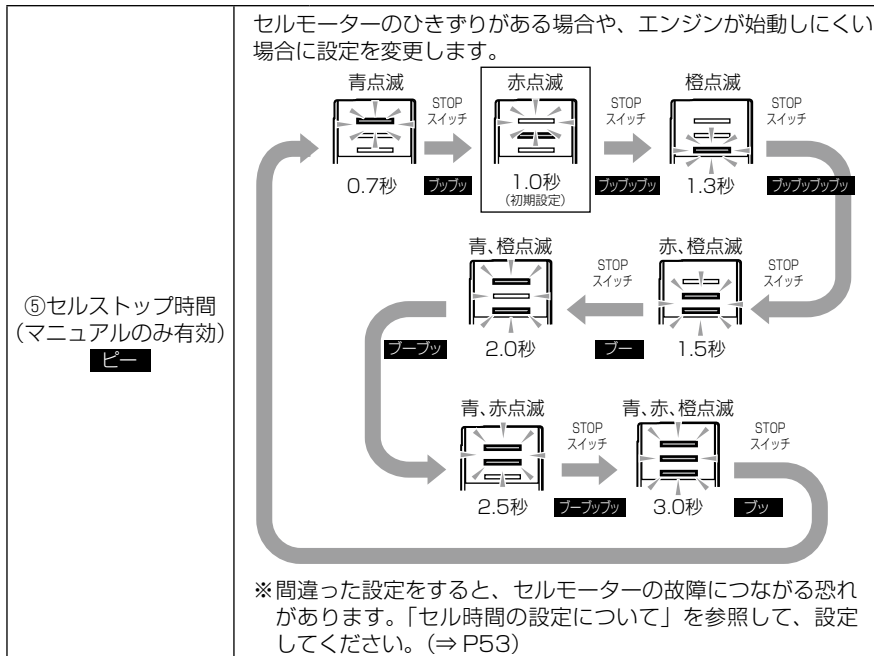 ⑤セルストップ時間
（マニュアルのみ有効）
ピー
セルモーターのひきずりがある場合や、エンジンが始動しにくい
場合に設定を変更します。
青点滅
STOP
スイッチ
0.7秒
ブッブッ
赤点滅
STOP
スイッチ
1.0秒
（初期設定）
ブッブッブッ
橙点滅
STOP
スイッチ
1.3秒
ブッブッブッブッ
赤、橙点滅
STOP
スイッチ
1.5秒
ブー
青、橙点滅
2.0秒
ブーブッ
青、赤点滅
STOP
スイッチ
2.5秒
ブーブッブッ
青、赤、橙点滅
STOP
スイッチ
3.0秒
ブッ
※間違った設定をすると、セルモーターの故障につながる恐れ
があります。「セル時間の設定について」を参照して、設定
してください。（⇒ P53）